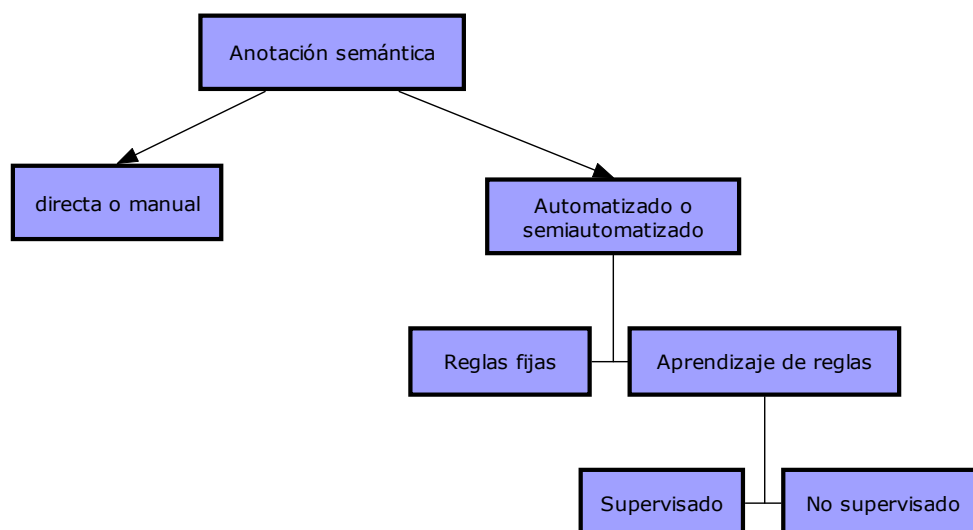 Anotación semántica
directa o manual
Automatizado o
semiautomatizado
Reglas fijas
Aprendizaje de reglas
Supervisado
No supervisado